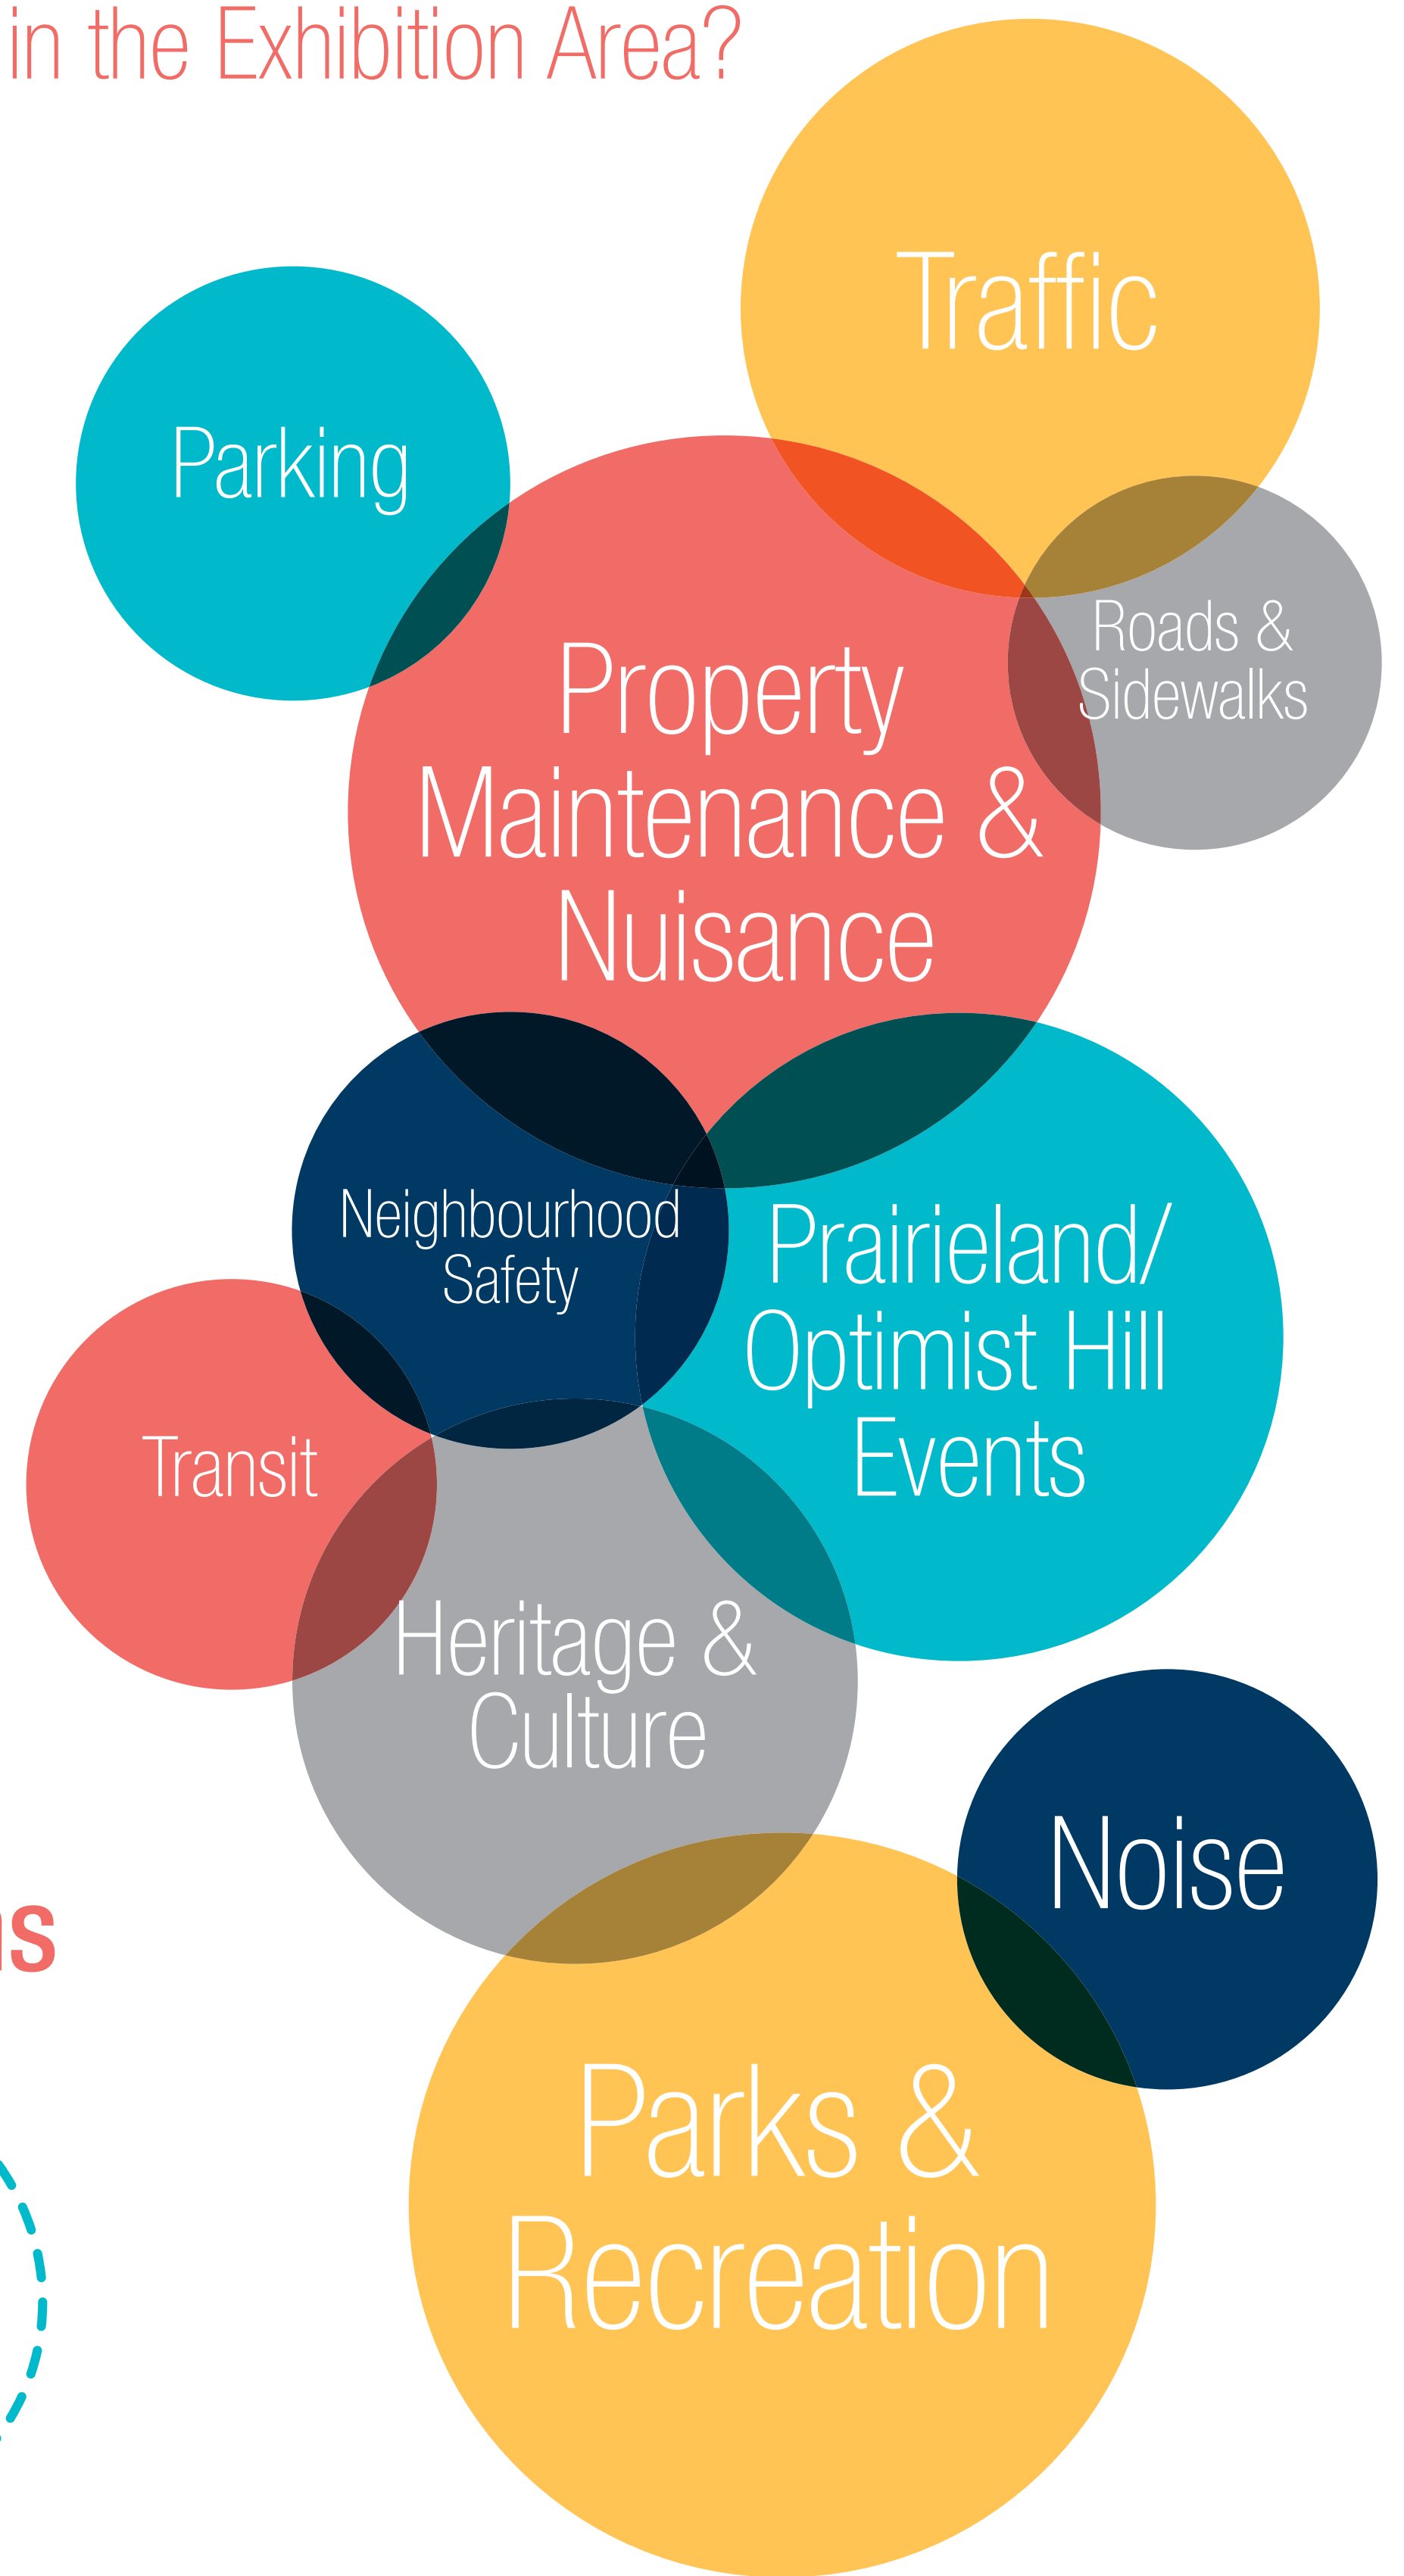 in the Exhibition Area?
Traffic
Parking
Roads &
Sidewalks
Property
Maintenance &
Nuisance
Neighbourhood
Safety
Prairieland/
Optimist Hill
Events
Transit
Heritage &
Culture
Noise
Parks &
Recreation